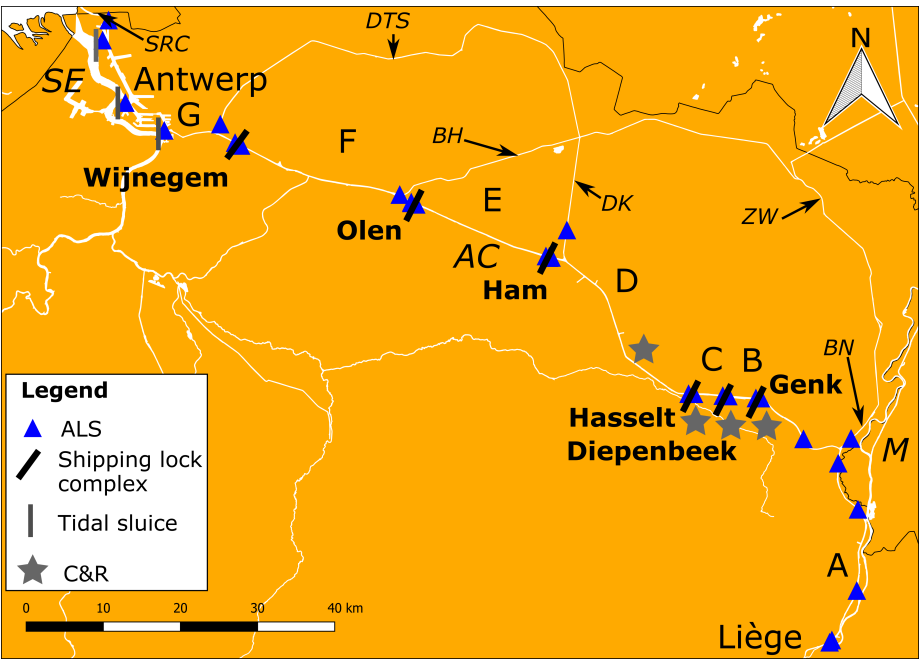 DTS
SRC
N
SE
Antwerp
G
F
BH
Wijnegem
E
DK
ZW
Olen
AC
Ham
D
BN
C
B
Genk
Hasselt
Diepenbeek
M
Legend
ALS
Shipping lock
complex
Tidal sluice
C&R
A
0 10 20 30 40 km
Liège